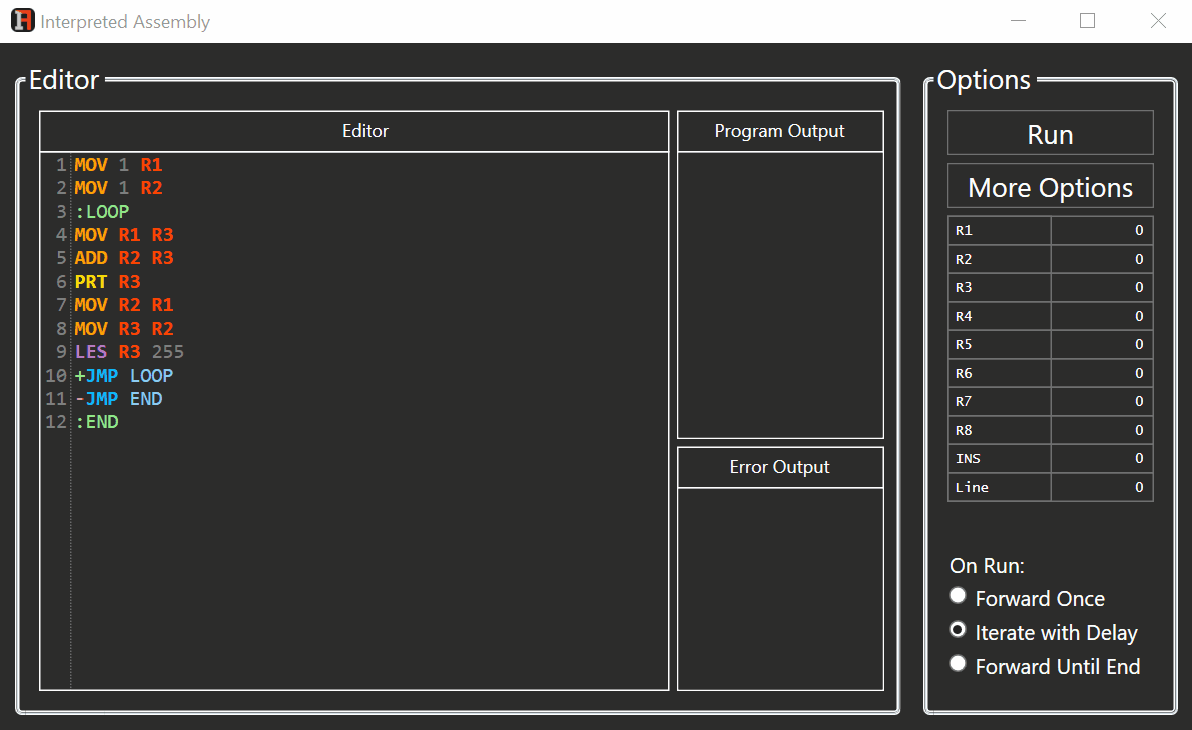 Interpreted Assembly
Editor
Editor
1 MOV 1 R1
2 MOV 1 R2
3 :LOOP
4 MOV R1 R3
5 ADD R2 R3
6 PRT R3
7 MOV R2 R1
8 MOV R3 R2
9 LES R3 255
10 +JMP LOOP
11 -JMP END
12 :END
Program Output
Error Output
Options
Run
More Options
R1 0
R2 0
R3 0
R4 0
R5 0
R6 0
R7 0
R8 0
INS 0
Line 0
On Run:
Forward Once
Iterate with Delay
Forward Until End